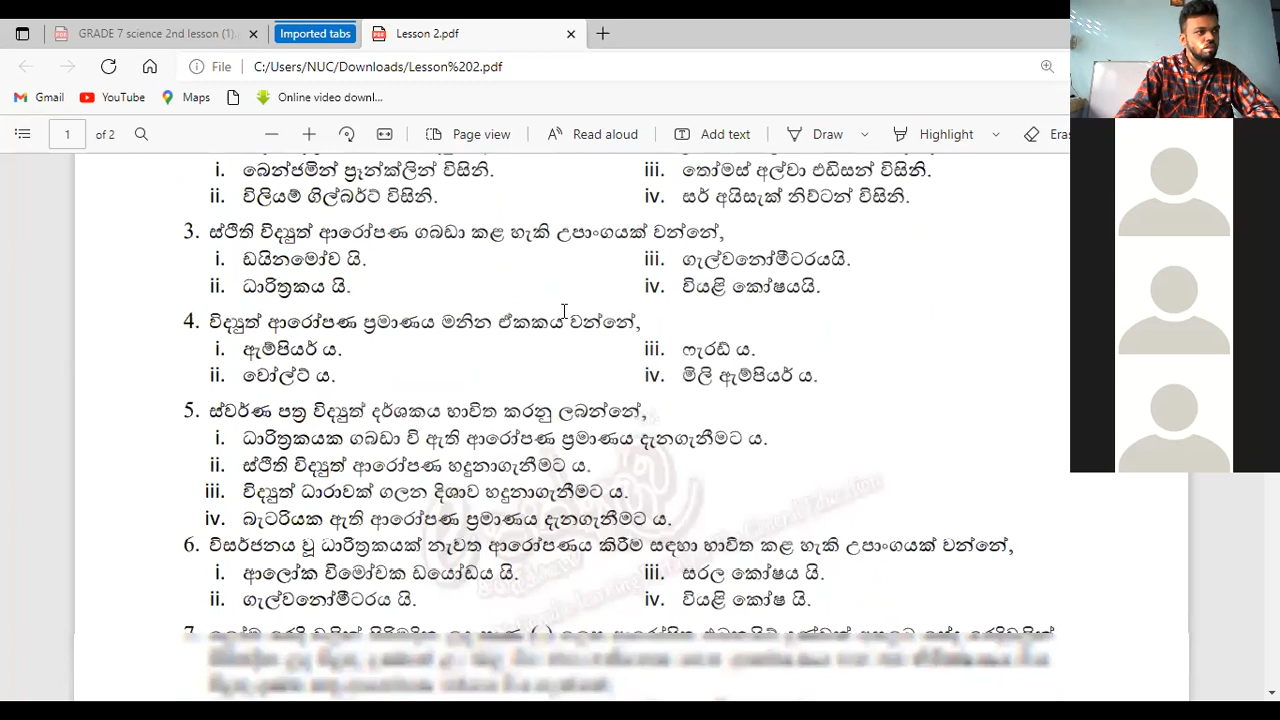 GRADE 7 science 2nd lesson (1).
Imported tabs
Lesson 2.pdf
File
C:/Users/NUC/Downloads/Lesson%202.pdf
Gmail
YouTube
Maps
Online video downl...
1
of 2
Page view
Read aloud
Add text
Draw
Highlight
Eras
i. බෙන්ජමින් ප්‍රෑන්ක්ලින් විසිනි.
iii. තෝමස් අල්වා එඩිසන් විසිනි.
ii. විලියම් ගිල්බර්ට් විසිනි.
iv. සර් අයිසැක් නිව්ටන් විසිනි.
3. ස්ථිති විද්‍යුත් ආරෝපණ ගබඩා කළ හැකි උපාංගයක් වන්නේ,
i. ඩයිනමෝව යි.
iii. ගැල්වනෝමීටරයයි.
ii. ධාරිත්‍රකය යි.
iv. වියළි කෝෂයයි.
4. විද්‍යුත් ආරෝපණ ප්‍රමාණය මනින ඒකකය වන්නේ,
i. ඇම්පියර් ය.
iii. ෆැරඩ් ය.
ii. වෝල්ට් ය.
iv. මිලි ඇම්පියර් ය.
5. ස්වර්ණ පත්‍ර විද්‍යුත් දර්ශකය භාවිත කරනු ලබන්නේ,
i. ධාරිත්‍රකයක ගබඩා වි ඇති ආරෝපණ ප්‍රමාණය දැනගැනීමට ය.
ii. ස්ථිති විද්‍යුත් ආරෝපණ හඳුනාගැනීමට ය.
iii. විද්‍යුත් ධාරාවක් ගලන දිශාව හඳුනාගැනීමට ය.
iv. බැටරියක ඇති ආරෝපණ ප්‍රමාණය දැනගැනීමට ය.
6. විසර්ජනය වූ ධාරිත්‍රකයක් නැවත ආරෝපණය කිරීම සඳහා භාවිත කළ හැකි උපාංගයක් වන්නේ,
i. ආලෝක විමෝචක ඩයෝඩය යි.
iii. සරල කෝෂය යි.
ii. ගැල්වනෝමීටරය යි.
iv. වියළි කෝෂ යි.